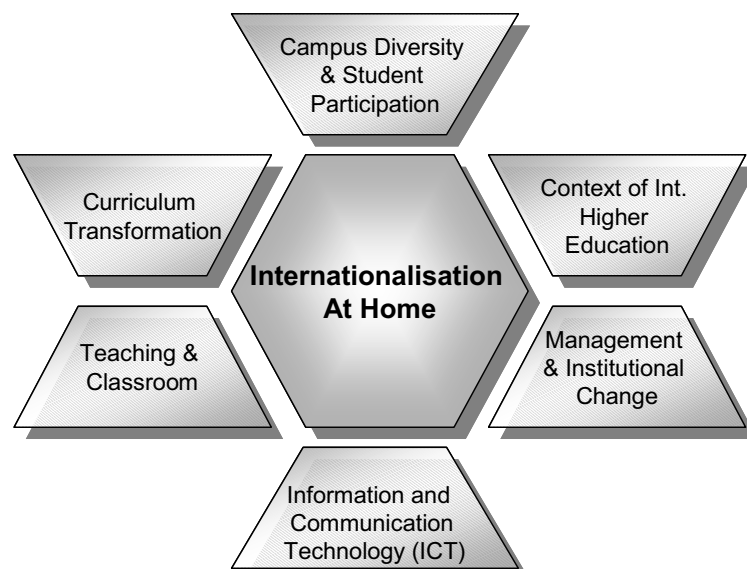 Campus Diversity
& Student
Participation
Curriculum
Transformation
Context of Int.
Higher
Education
Internationalisation
At Home
Teaching &
Classroom
Management
& Institutional
Change
Information and
Communication
Technology (ICT)